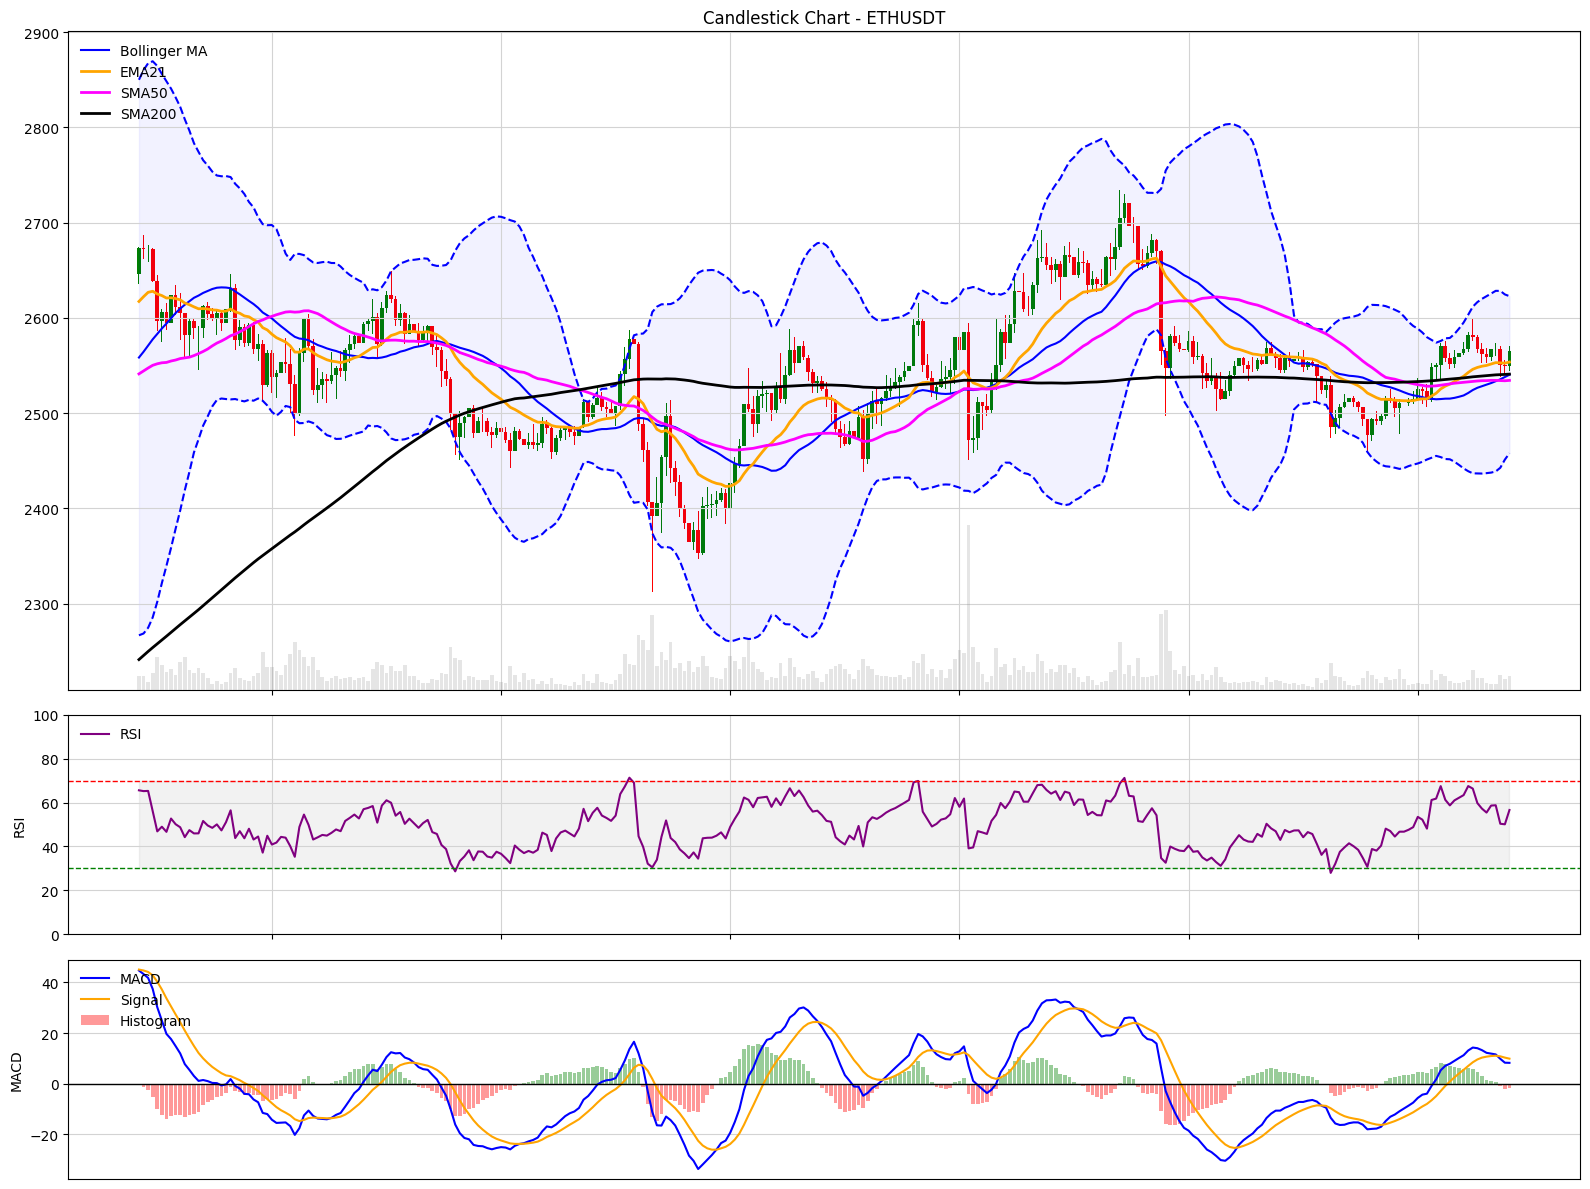 Candlestick Chart - ETHUSDT
2900
2800
2700
2600
2500
2400
2300
Bollinger MA
EMA21
SMA50
SMA200
100
80
60
40
20
0
RSI
RSI
40
20
0
−20
MACD
MACD
Signal
Histogram